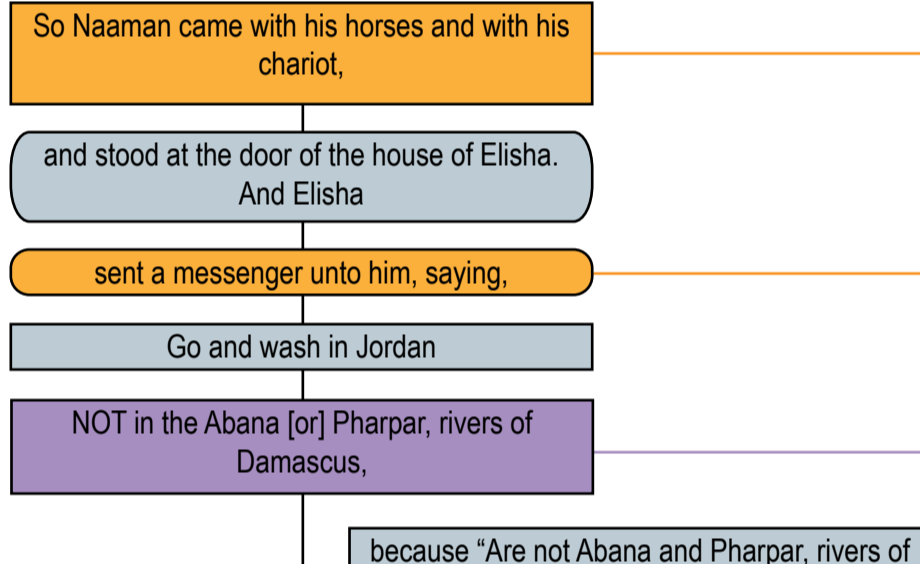 So Naaman came with his horses and with his
chariot,
and stood at the door of the house of Elisha.
And Elisha
sent a messenger unto him, saying,
Go and wash in Jordan
NOT in the Abana [or] Pharpar, rivers of
Damascus,
because “Are not Abana and Pharpar, rivers of